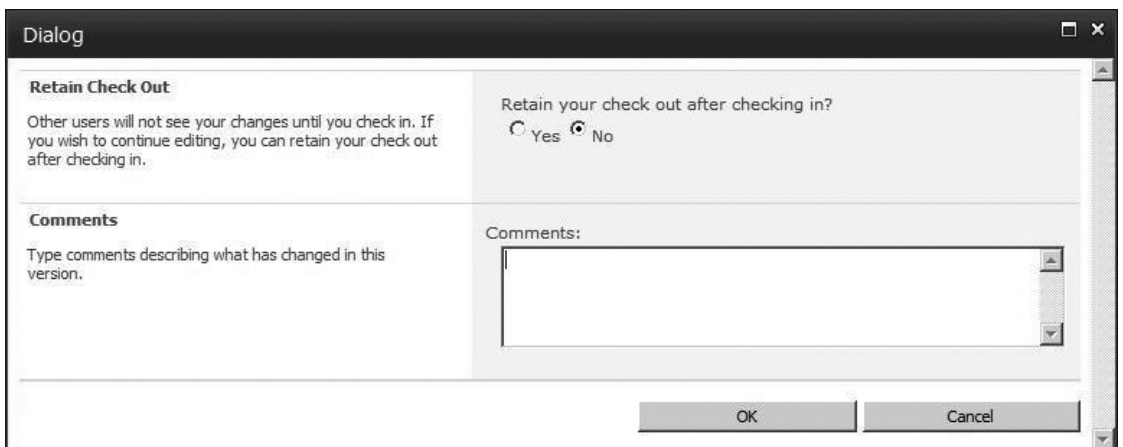 Dialog
Retain Check Out
Other users will not see your changes until you check in. If
you wish to continue editing, you can retain your check out
after checking in.
Retain your check out after checking in?
Yes No
Comments
Type comments describing what has changed in this
version.
Comments:
OK Cancel